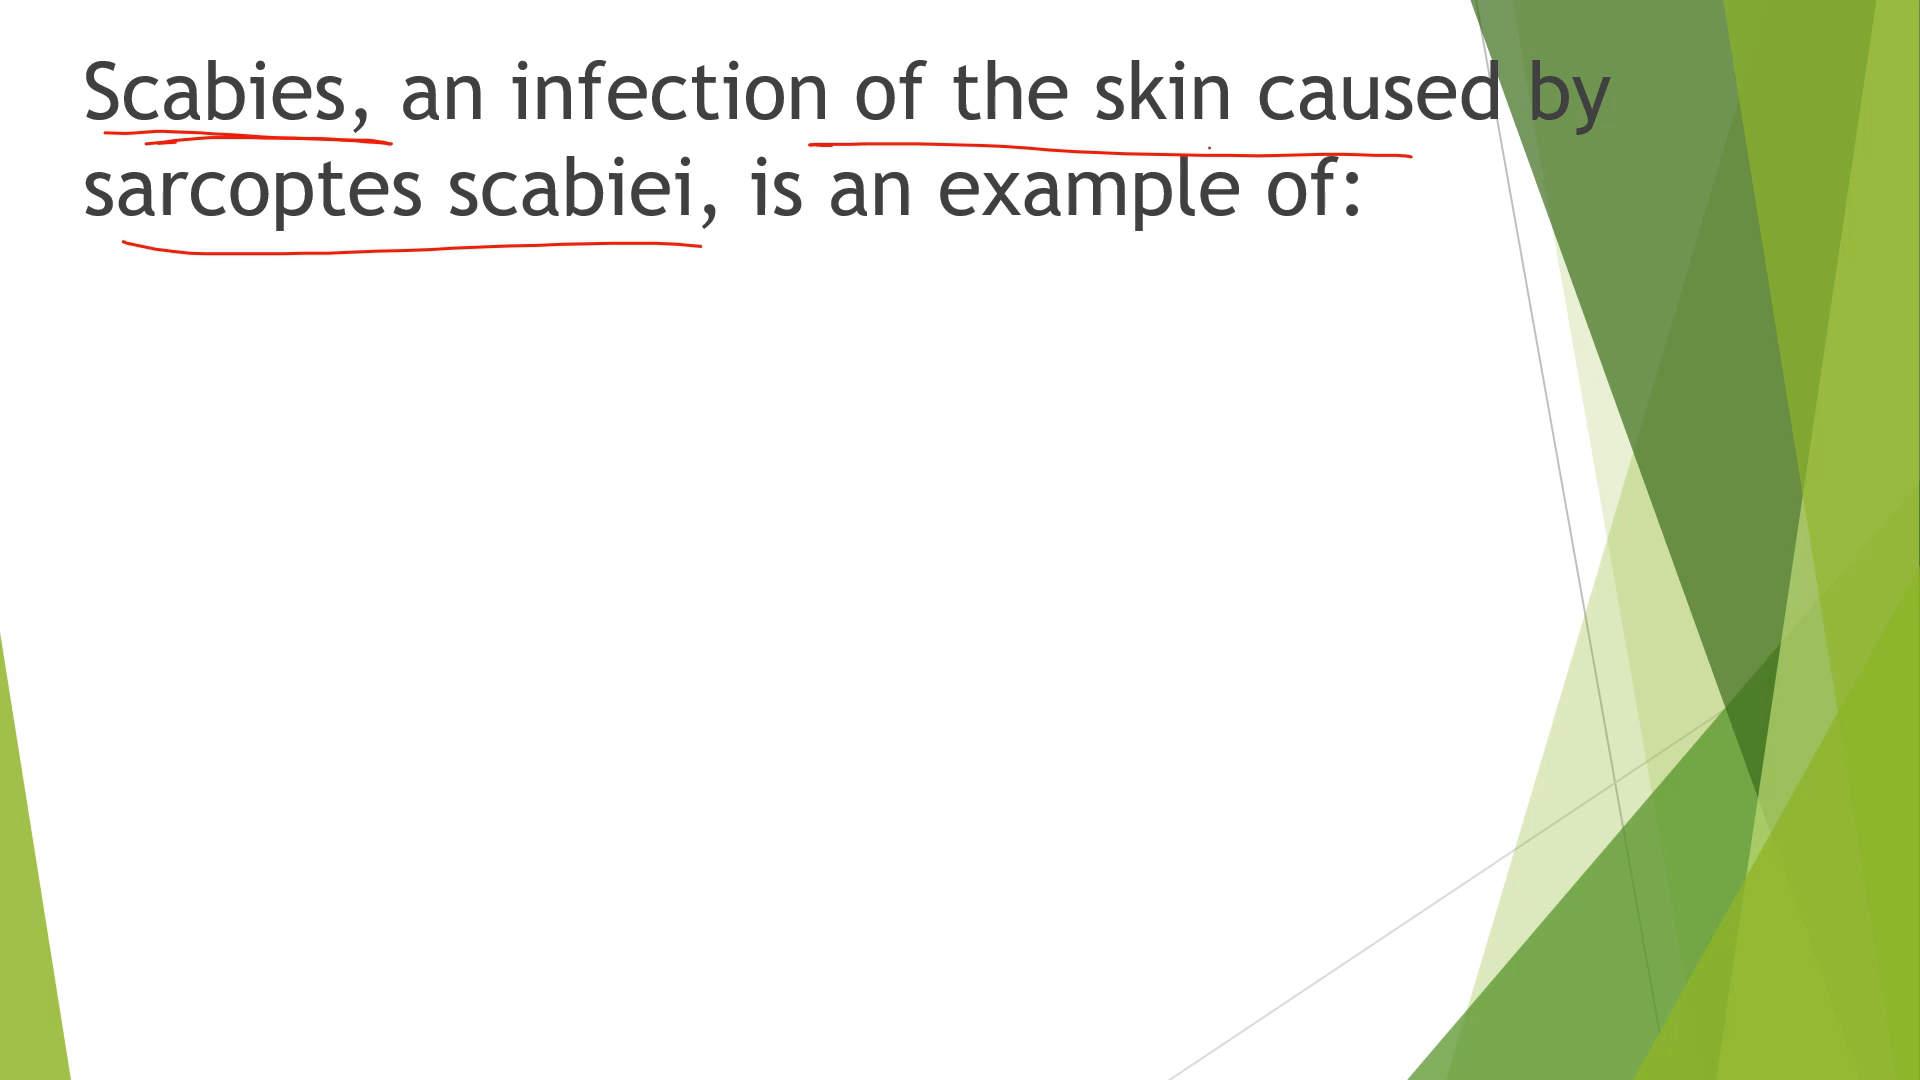 Scabies, an infection of the skin caused by
sarcoptes scabiei, is an example of: